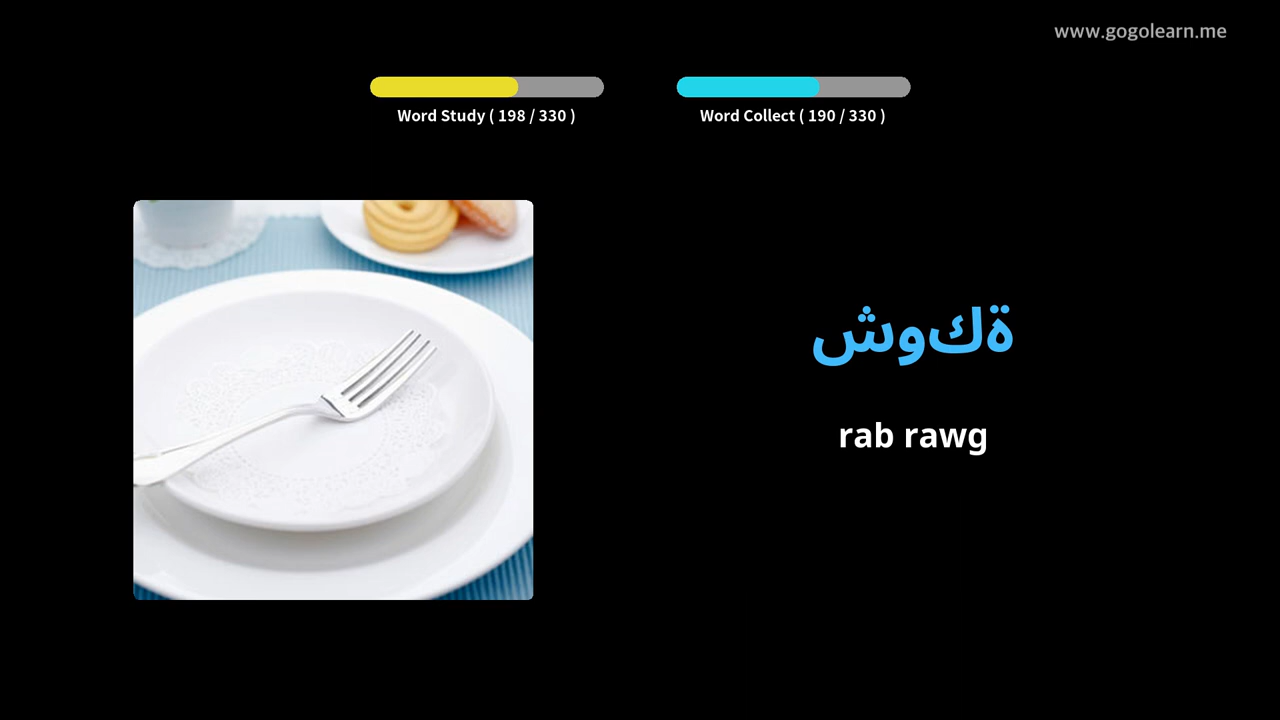 www.gogolearn.me
Word Study ( 198 / 330 )
Word Collect ( 190 / 330 )
ةكوش
rab rawg